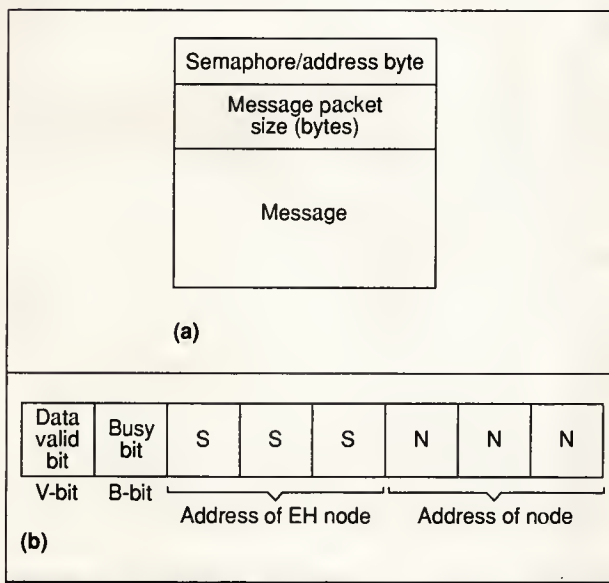 Semaphore/address byte
Message packet
size (bytes)
Message
(a)
Data
valid
bit
Busy
bit
S
S
S
N
N
N
V-bit
B-bit
Address of EH node
Address of node
(b)